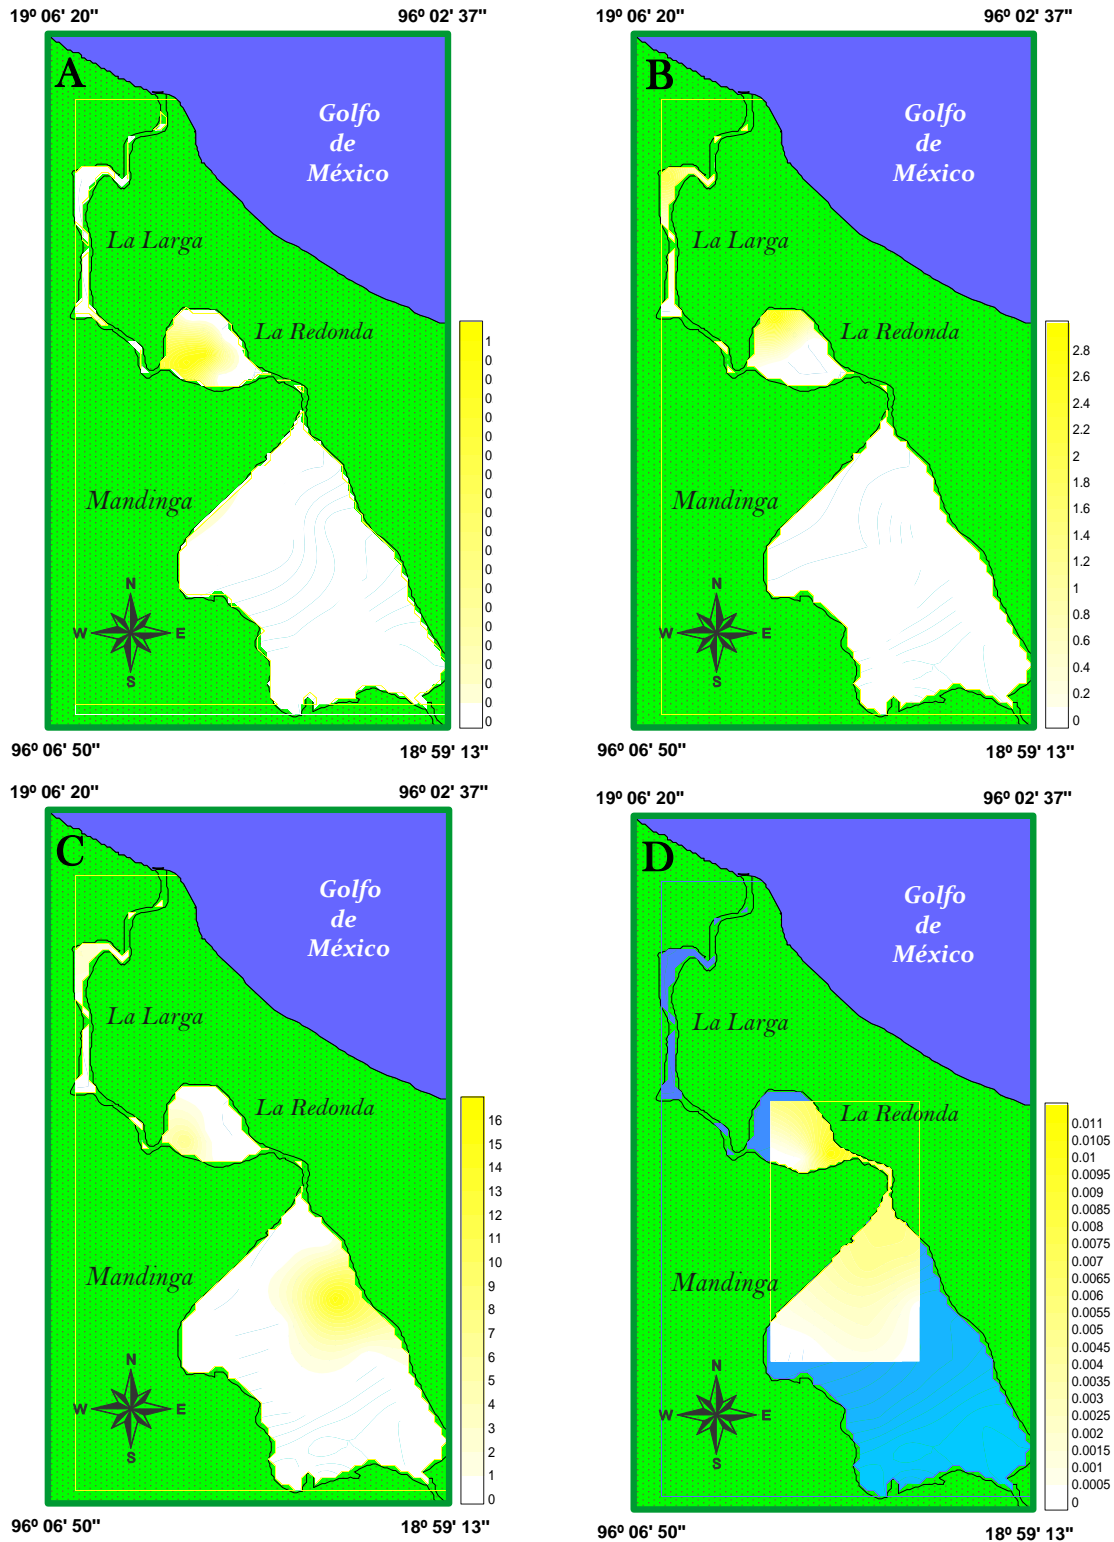 19º 06' 20" 96º 02' 37"
A
Golfo
de
México
La Larga
La Redonda
Mandinga
N
W E
S
1
0
0
0
0
0
0
0
0
0
0
0
0
0
0
96º 06' 50" 18º 59' 13"
19º 06' 20" 96º 02' 37"
B
Golfo
de
México
La Larga
La Redonda
Mandinga
N
W E
S
2.8
2.6
2.4
2.2
2
1.8
1.6
1.4
1.2
1
0.8
0.6
0.4
0.2
0
96º 06' 50" 18º 59' 13"
19º 06' 20" 96º 02' 37"
C
Golfo
de
México
La Larga
La Redonda
Mandinga
N
W E
S
16
15
14
13
12
11
10
9
8
7
6
5
4
3
2
1
0
96º 06' 50" 18º 59' 13"
19º 06' 20" 96º 02' 37"
D
Golfo
de
México
La Larga
La Redonda
Mandinga
N
W E
S
0.011
0.0105
0.01
0.0095
0.009
0.0085
0.008
0.0075
0.007
0.0065
0.006
0.0055
0.005
0.0045
0.004
0.0035
0.003
0.0025
0.002
0.0015
0.001
0.0005
0
96º 06' 50" 18º 59' 13"